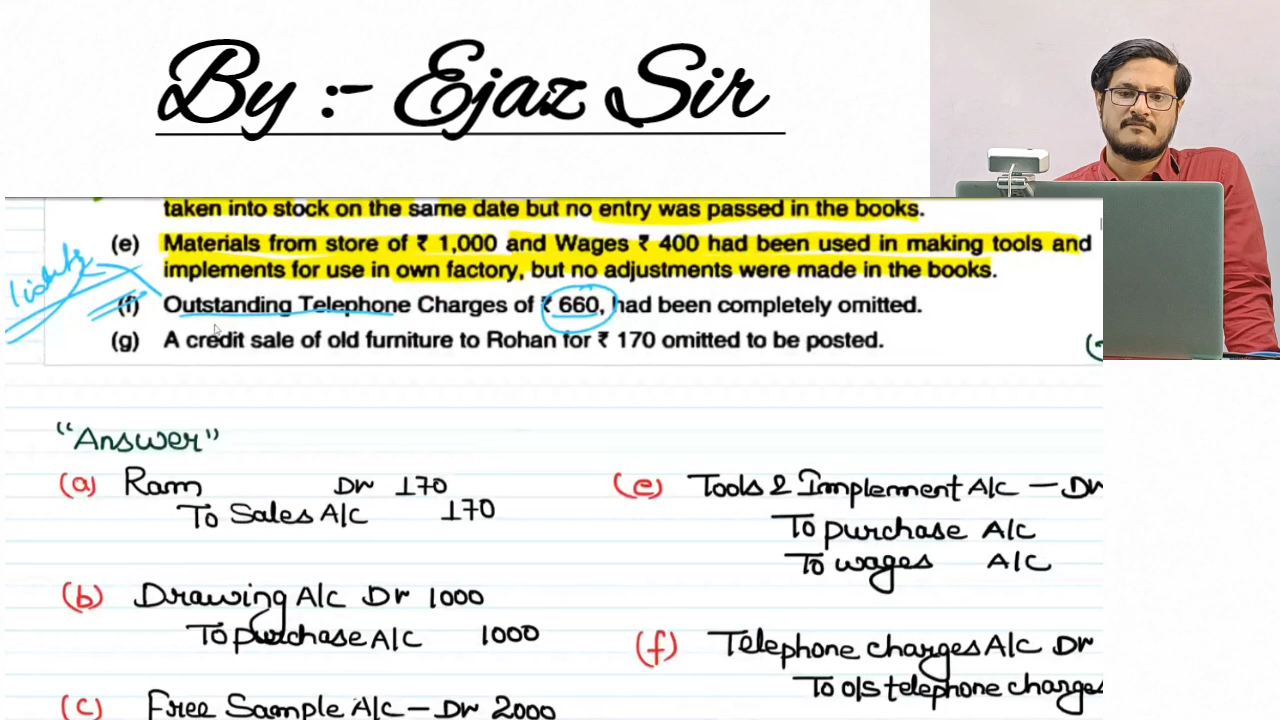 By :- Ejaz Sir
taken into stock on the same date but no entry was passed in the books.
(e) Materials from store of ₹ 1,000 and Wages ₹ 400 had been used in making tools and
implements for use in own factory, but no adjustments were made in the books.
(f) Outstanding Telephone Charges of ₹ 660, had been completely omitted.
(g) A credit sale of old furniture to Rohan for ₹ 170 omitted to be posted.
"Answer"
(a) Ram Dr 170
To Sales A/c 170
(b) Drawing A/c Dr 1000
To purchase A/c 1000
(c) Free Sample A/c – Dr 2000
(e) Tools & Implement A/c – Dr
To purchase A/c
To wages A/c
(f) Telephone charges A/c Dr
To o/s telephone charges